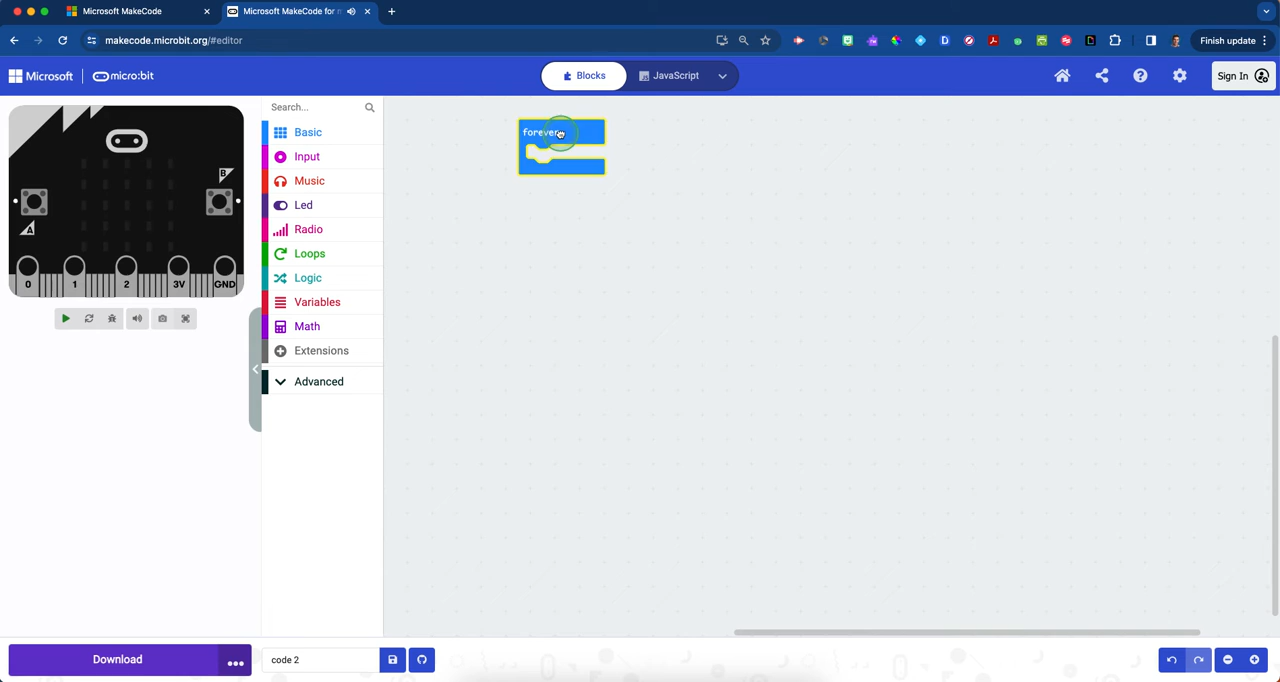 Microsoft MakeCode
Microsoft MakeCode for m
makecode.microbit.org/#editor
Finish update
Microsoft
micro:bit
Blocks
JavaScript
Sign In
Search...
Basic
Input
Music
Led
Radio
Loops
Logic
Variables
Math
Extensions
Advanced
forever
B
A
0
1
2
3V
GND
Download
code 2